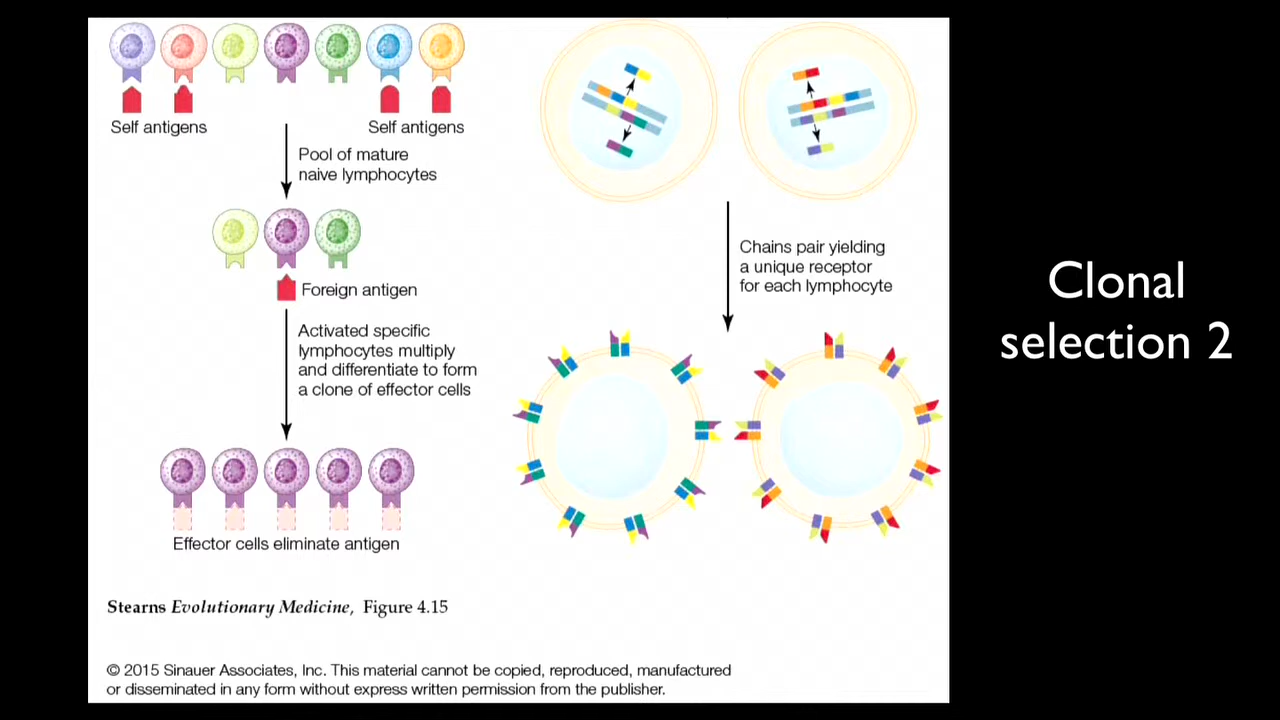 Self antigens
Self antigens
Pool of mature
naive lymphocytes
Foreign antigen
Activated specific
lymphocytes multiply
and differentiate to form
a clone of effector cells
Effector cells eliminate antigen
Chains pair yielding
a unique receptor
for each lymphocyte
Stearns Evolutionary Medicine, Figure 4.15
© 2015 Sinauer Associates, Inc. This material cannot be copied, reproduced, manufactured
or disseminated in any form without express written permission from the publisher.
Clonal
selection 2